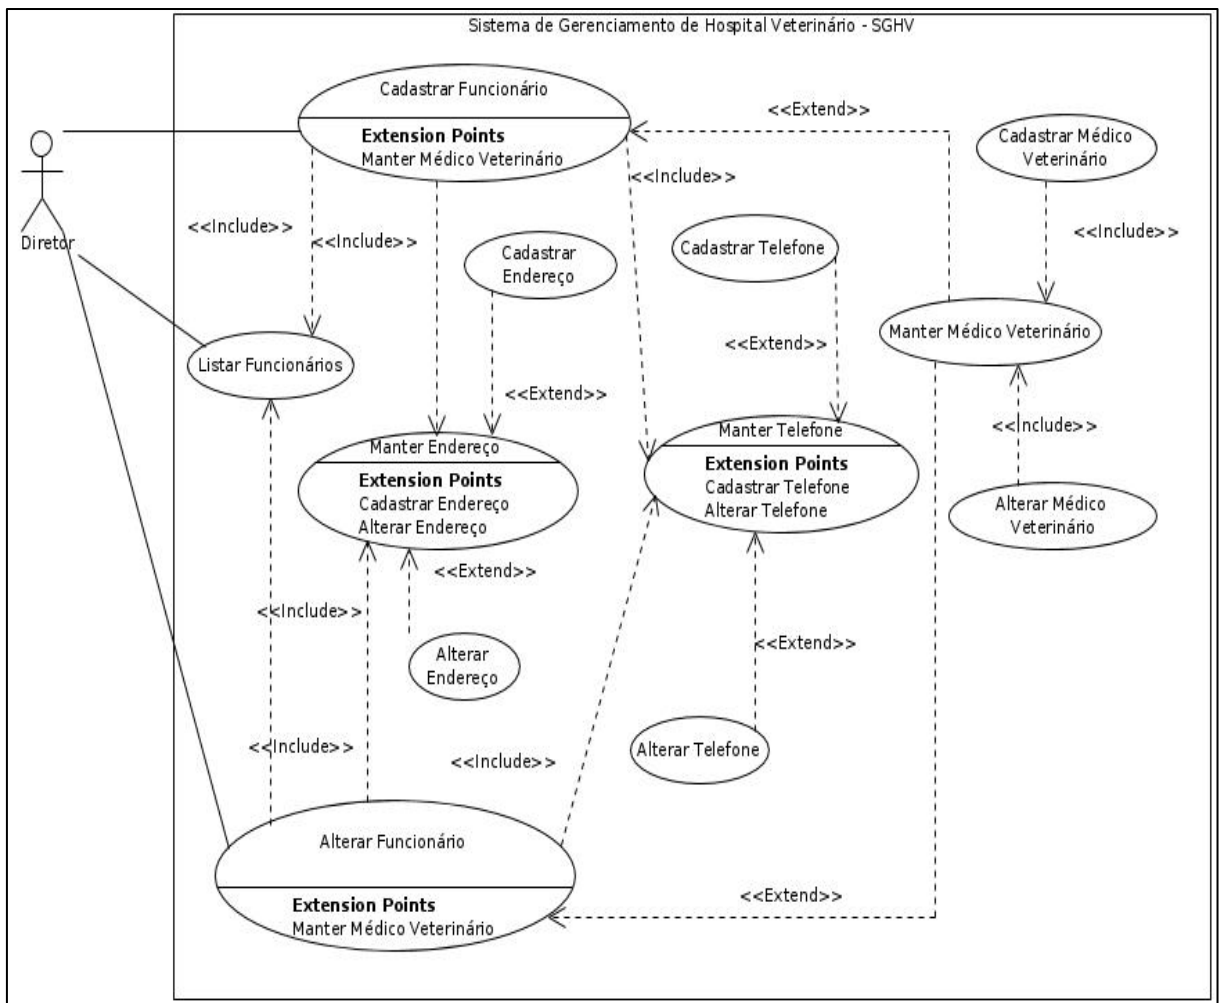 Sistema de Gerenciamento de Hospital Veterinário - SGHV
Cadastrar Funcionário
Extension Points
Manter Médico Veterinário
<<Extend>>
Cadastrar Médico
Veterinário
<<Include>>
Diretor
<<Include>>
<<Include>>
Cadastrar
Endereço
Cadastrar Telefone
<<Include>>
Listar Funcionários
<<Extend>>
<<Extend>>
Manter Médico Veterinário
Manter Endereço
Extension Points
Cadastrar Endereço
Alterar Endereço
Manter Telefone
Extension Points
Cadastrar Telefone
Alterar Telefone
<<Include>>
Alterar Médico
Veterinário
<<Extend>>
<<Include>>
Alterar
Endereço
<<Extend>>
<<Include>>
<<Include>>
Alterar Telefone
Alterar Funcionário
Extension Points
Manter Médico Veterinário
<<Extend>>